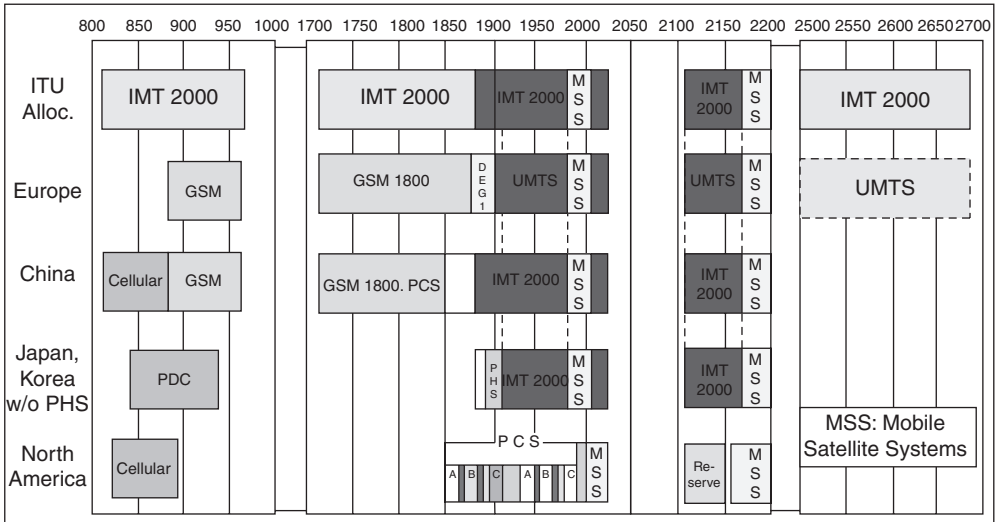 800 850 900 950 1000 1700 1750 1800 1850 1900 1950 2000 2050 2100 2150 2200 2500 2550 2600 2650 2700
ITU
Alloc.
IMT 2000
IMT 2000
IMT 2000
M
S
S
IMT
2000
M
S
S
IMT 2000
Europe
GSM
GSM 1800
D
E
G
1
UMTS
M
S
S
UMTS
M
S
S
UMTS
China
Cellular
GSM
GSM 1800. PCS
IMT 2000
M
S
S
IMT
2000
M
S
S
Japan,
Korea
w/o PHS
PDC
P
H
S
IMT 2000
M
S
S
IMT
2000
M
S
S
MSS: Mobile
Satellite Systems
North
America
Cellular
P C S
A B C A B C
M
S
S
Re-
serve
M
S
S